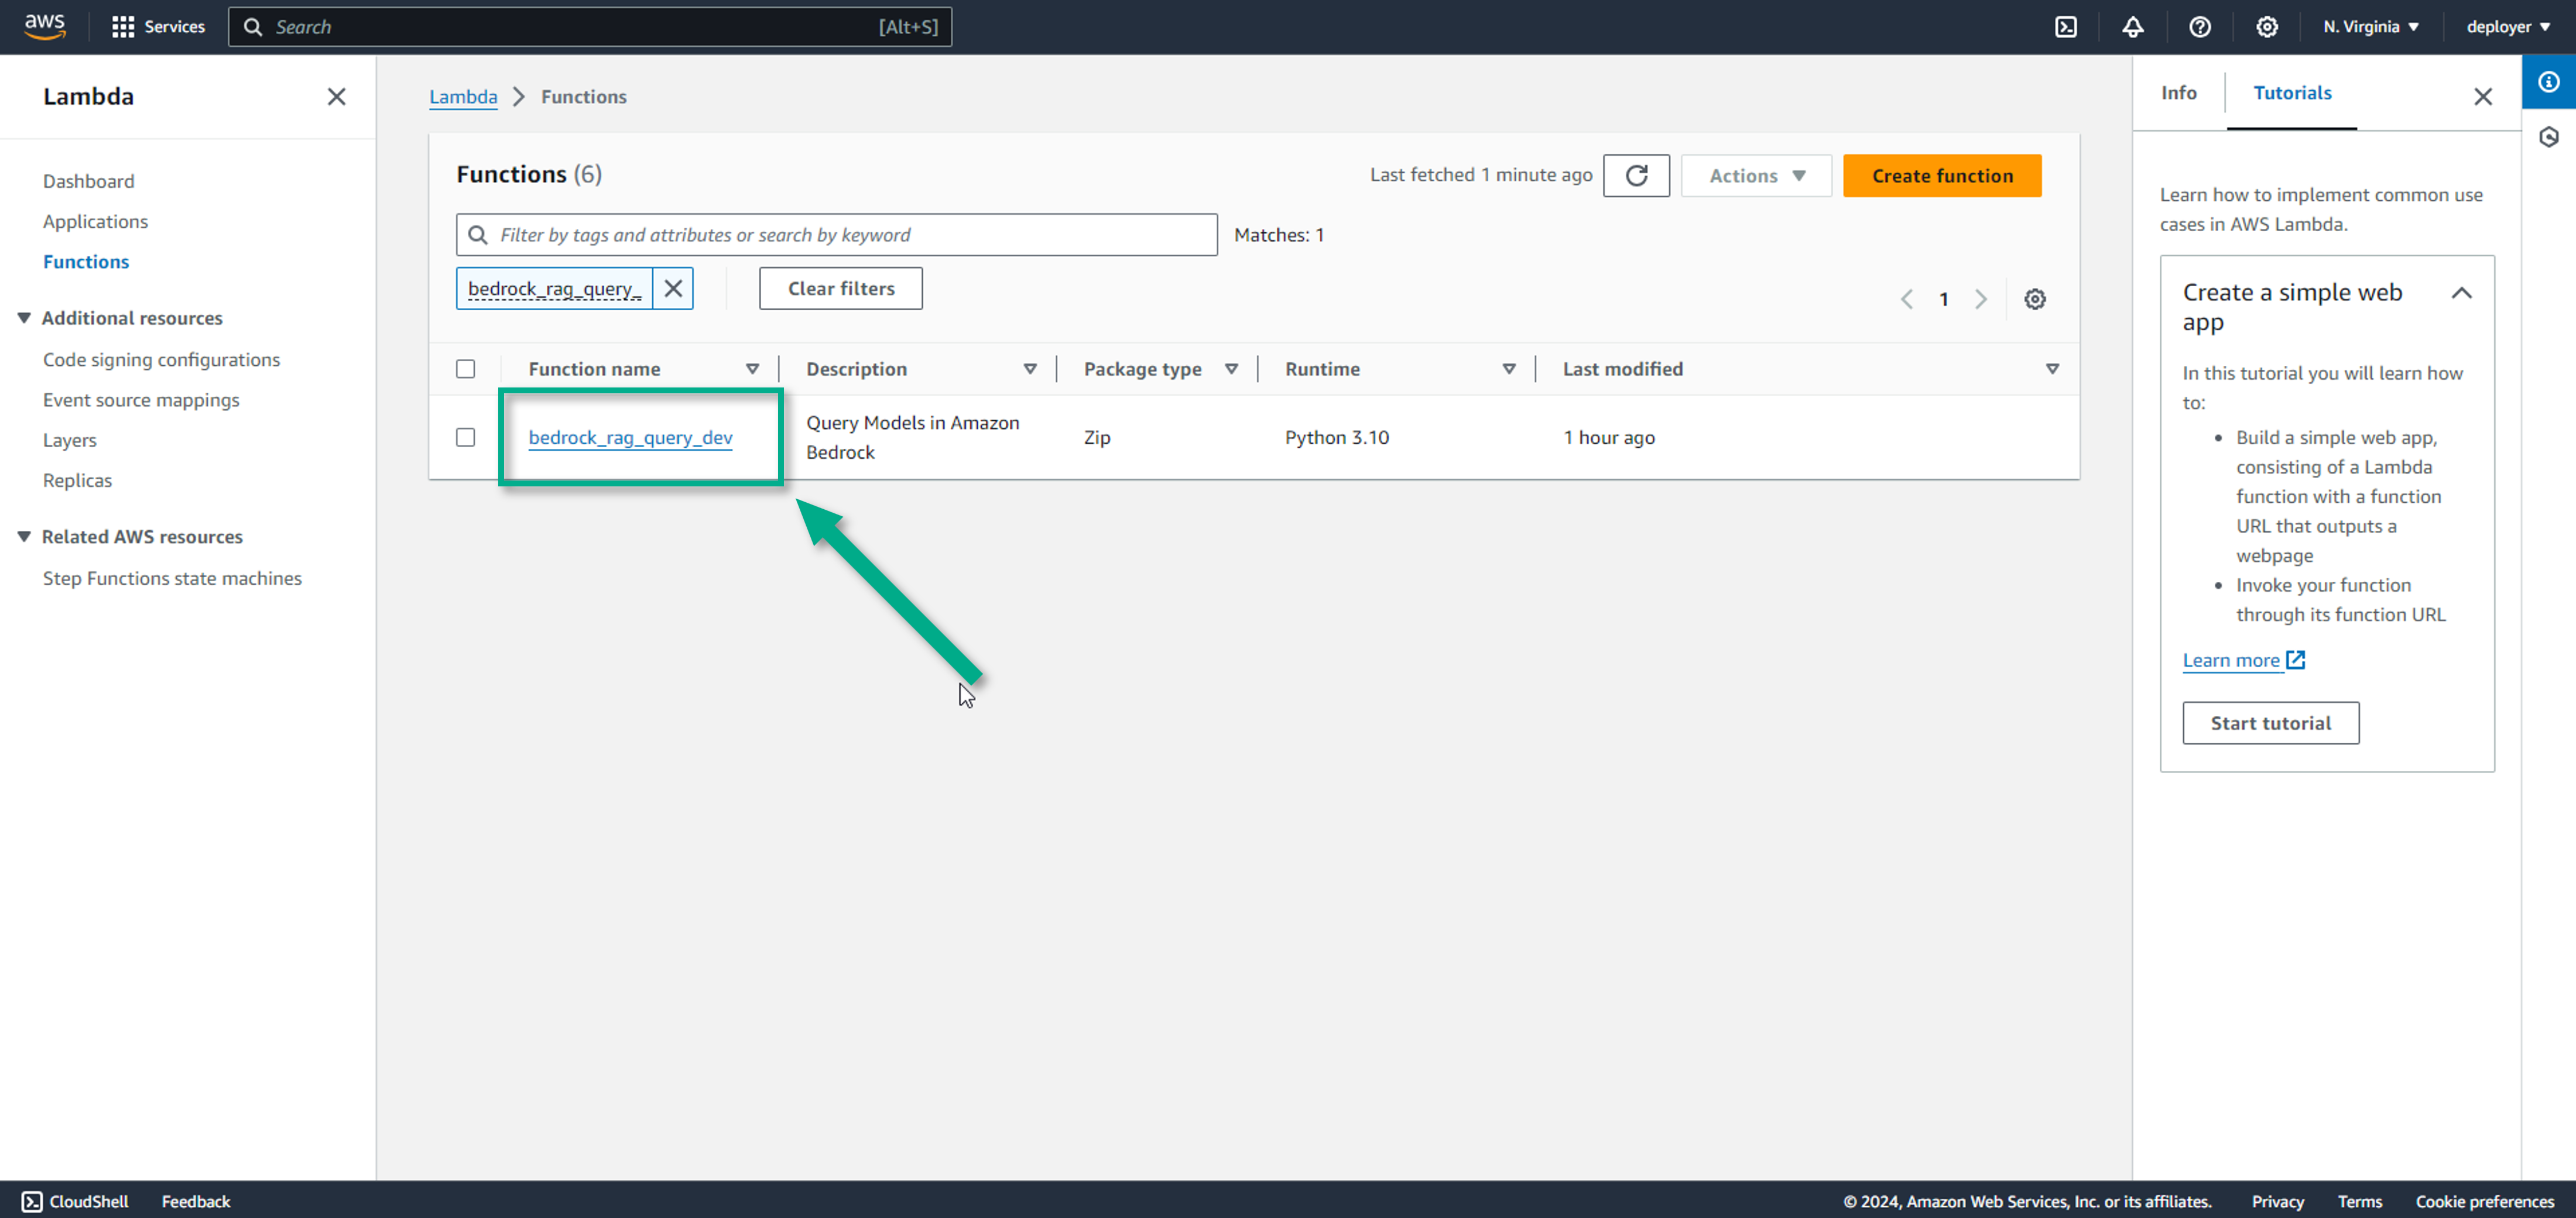 aws
Services
Search
[Alt+S]
N. Virginia
deployer
Lambda
Dashboard
Applications
Functions
Additional resources
Code signing configurations
Event source mappings
Layers
Replicas
Related AWS resources
Step Functions state machines
Lambda
Functions
Functions (6)
Last fetched 1 minute ago
Actions
Create function
Filter by tags and attributes or search by keyword
Matches: 1
bedrock_rag_query_
Clear filters
1
Function name
Description
Package type
Runtime
Last modified
bedrock_rag_query_dev
Query Models in Amazon
Bedrock
Zip
Python 3.10
1 hour ago
Info
Tutorials
Learn how to implement common use
cases in AWS Lambda.
Create a simple web
app
In this tutorial you will learn how
to:
Build a simple web app,
consisting of a Lambda
function with a function
URL that outputs a
webpage
Invoke your function
through its function URL
Learn more
Start tutorial
CloudShell
Feedback
© 2024, Amazon Web Services, Inc. or its affiliates.
Privacy
Terms
Cookie preferences